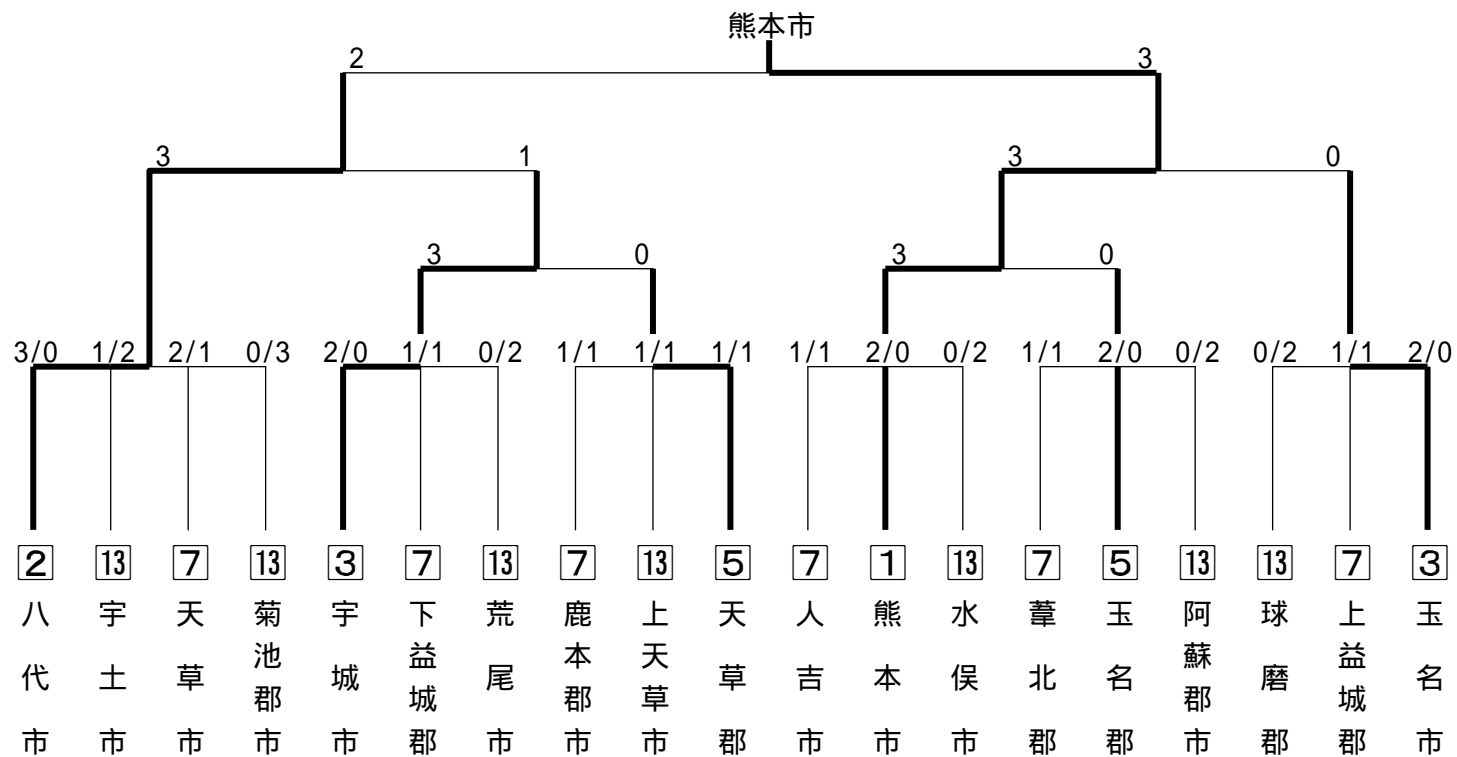 熊本市
2 3
3 1 3 0
3 0 3 0
3/0 1/2 2/1 0/3 2/0 1/1 0/2 1/1 1/1 1/1 1/1 2/0 0/2 1/1 2/0 0/2 0/2 1/1 2/0
2 13 7 13 3 7 13 7 13 5 7 1 13 7 5 13 13 7 3
八代市
宇土市
天草市
菊池郡市
宇城市
下益城郡
荒尾市
鹿本郡市
上天草市
天草郡
人吉市
熊本市
水俣市
葦北郡
玉名郡
阿蘇郡市
球磨郡
上益城郡
玉名市